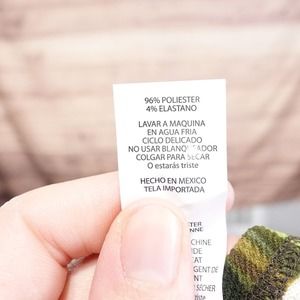 96% POLIESTER
4% ELASTANO
LAVAR A MAQUINA
EN AGUA FRIA
CICLO DELICADO
NO USAR BLANQUEADOR
COLGAR PARA SECAR
O estarás triste
HECHO EN MEXICO
TELA IMPORTADA